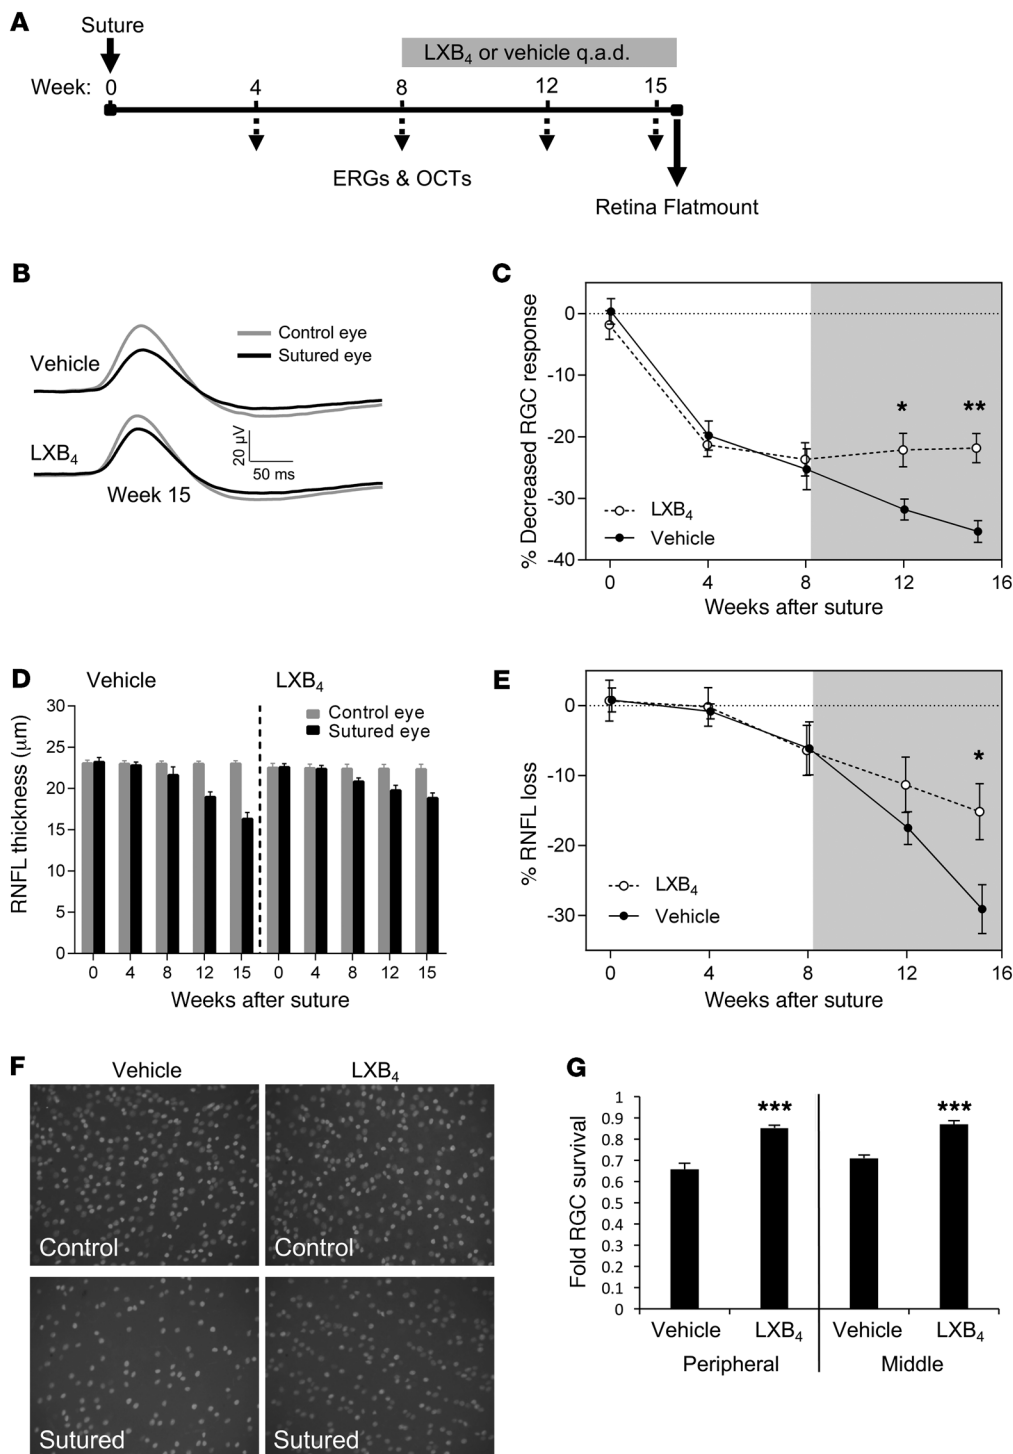 A
Suture
LXB4 or vehicle q.a.d.
Week: 0 4 8 12 15
ERGs & OCTs
Retina Flatmount
B
Vehicle
LXB4
Control eye
Sutured eye
20 µV
50 ms
Week 15
C
% Decreased RGC response
0
-10
-20
-30
-40
* **
LXB4
Vehicle
0 4 8 12 16
Weeks after suture
D
Vehicle LXB4
Control eye
Sutured eye
RNFL thickness (µm)
30
25
20
15
10
5
0
0 4 8 12 15 0 4 8 12 15
Weeks after suture
E
% RNFL loss
0
-10
-20
-30
*
LXB4
Vehicle
0 4 8 12 16
Weeks after suture
F
Vehicle LXB4
Control Control
Sutured Sutured
G
Fold RGC survival
1
0.9
0.8
0.7
0.6
0.5
0.4
0.3
0.2
0.1
0
*** ***
Vehicle LXB4 Vehicle LXB4
Peripheral Middle